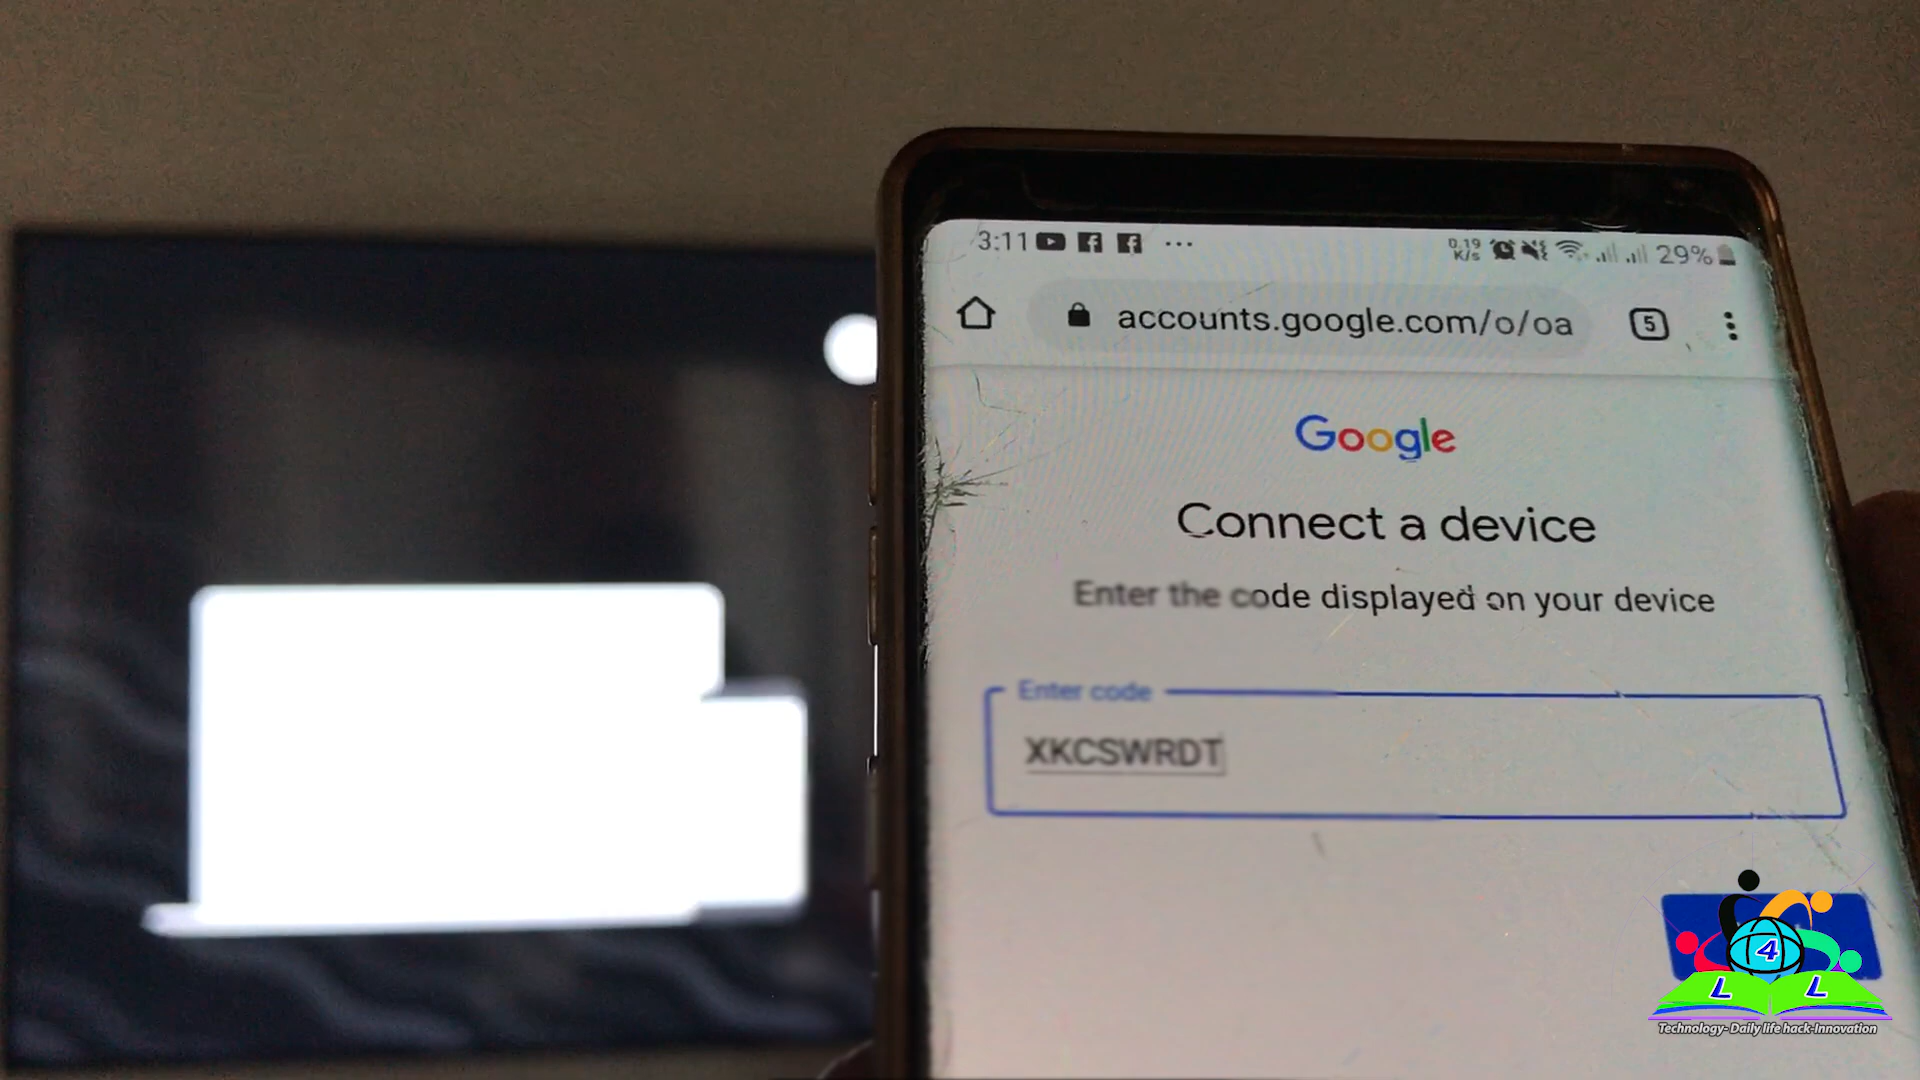 3:11 ... 0.19 K/s 29%
accounts.google.com/o/oa 5
Google
Connect a device
Enter the code displayed on your device
Enter code
XKCSWRDT
4
L L
Technology- Daily life hack-Innovation